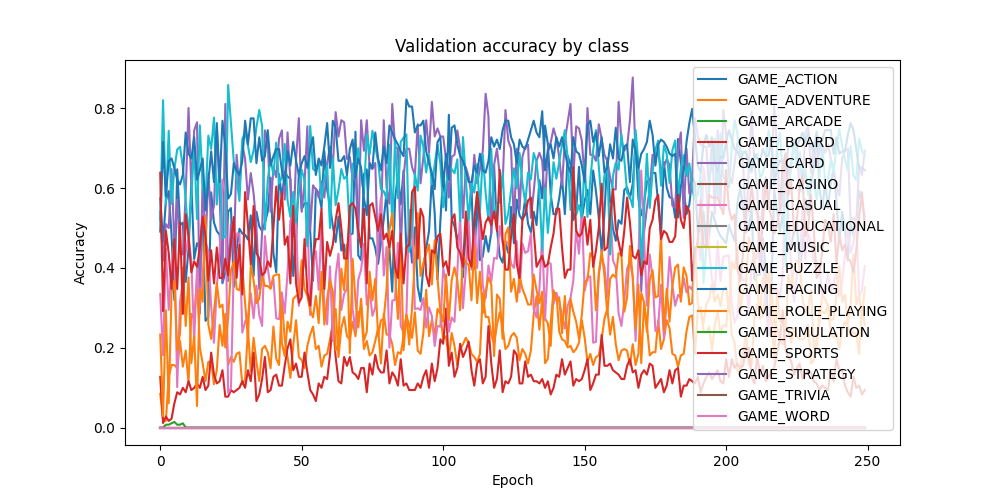 Validation accuracy by class
Accuracy
0.8
0.6
0.4
0.2
0.0
GAME_ACTION
GAME_ADVENTURE
GAME_ARCADE
GAME_BOARD
GAME_CARD
GAME_CASINO
GAME_CASUAL
GAME_EDUCATIONAL
GAME_MUSIC
GAME_PUZZLE
GAME_RACING
GAME_ROLE_PLAYING
GAME_SIMULATION
GAME_SPORTS
GAME_STRATEGY
GAME_TRIVIA
GAME_WORD
0 50 100 150 200 250
Epoch